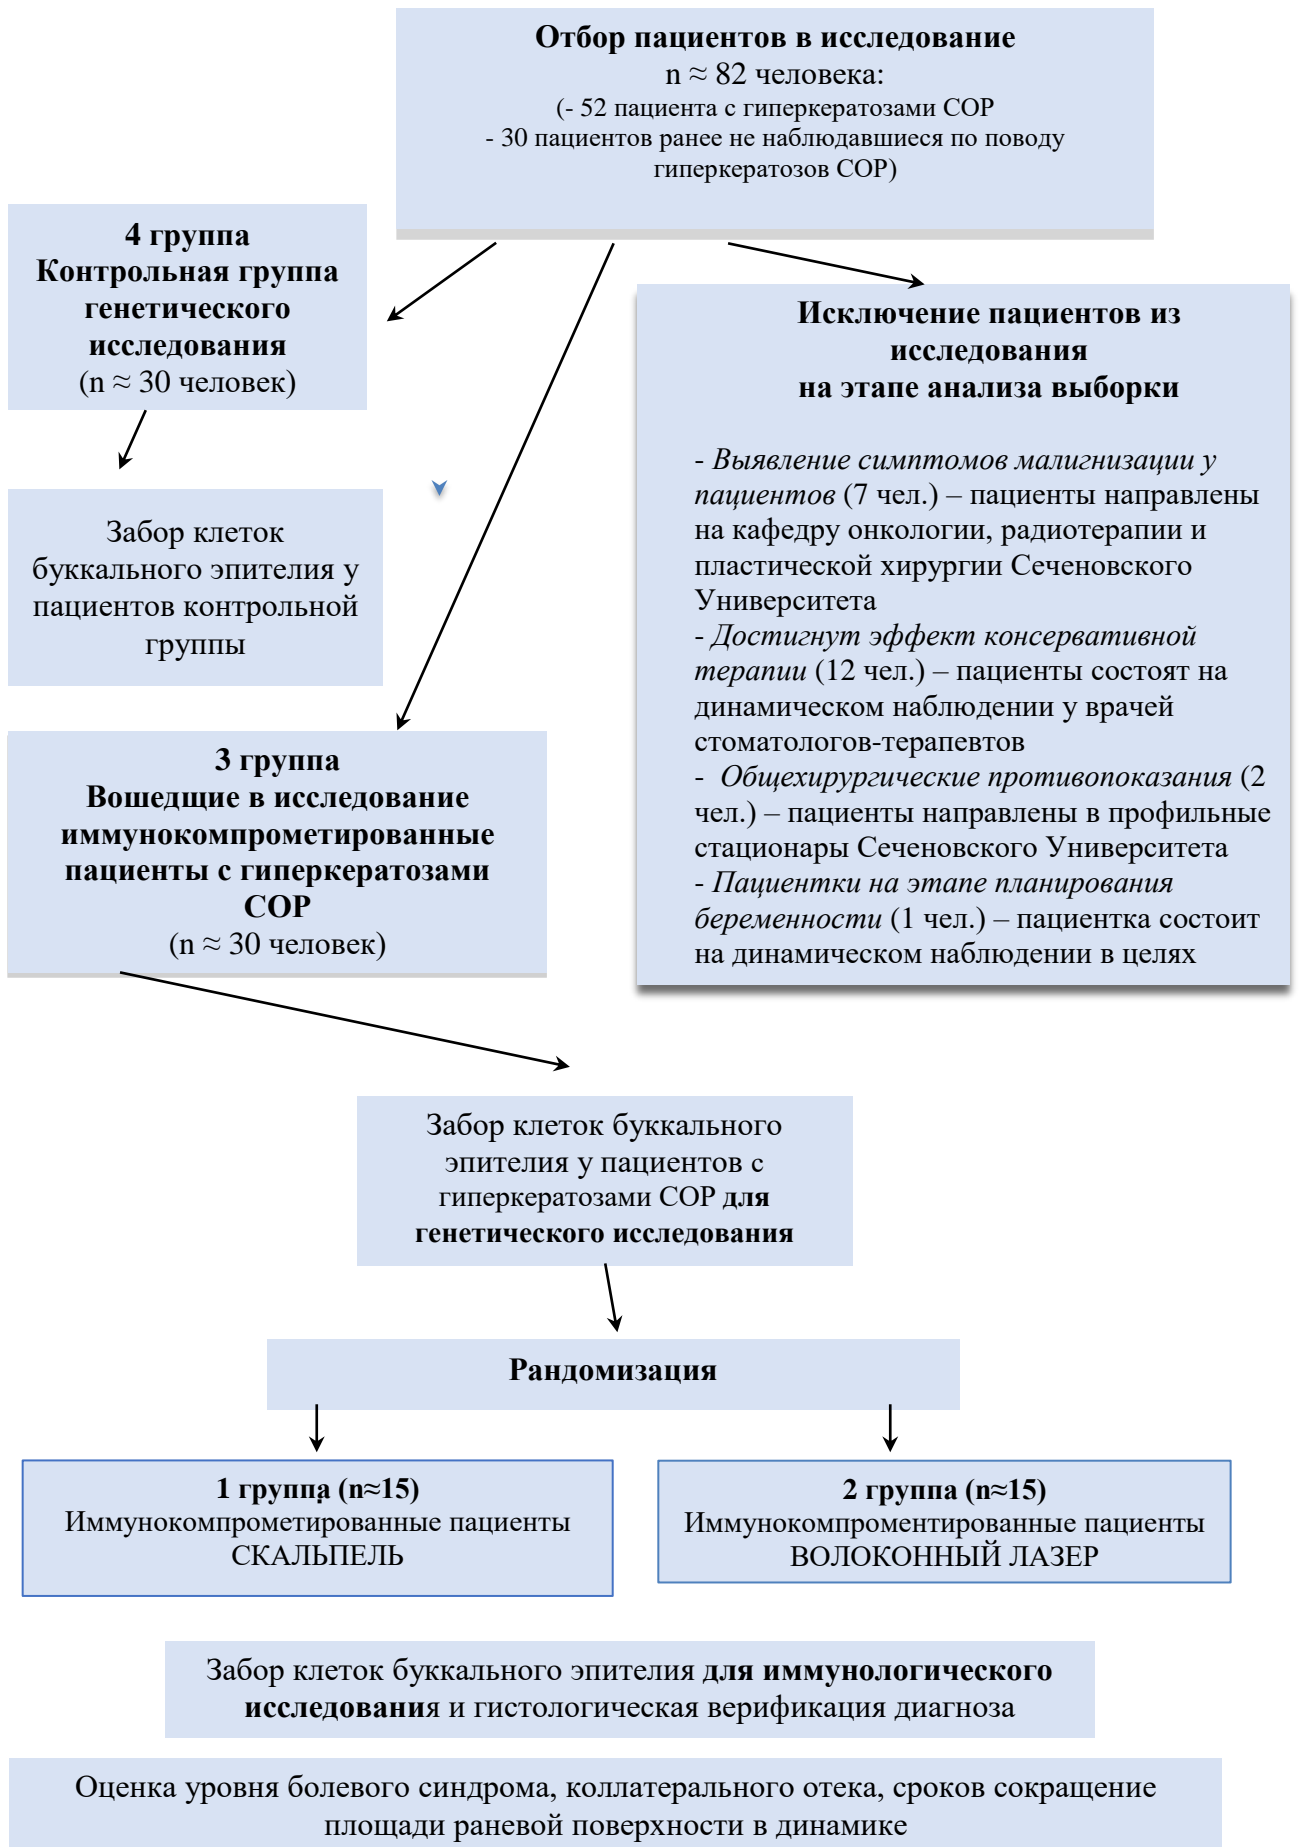 Отбор пациентов в исследование
n ≈ 82 человека:
(- 52 пациента с гиперкератозами СОР
- 30 пациентов ранее не наблюдавшиеся по поводу
гиперкератозов СОР)
4 группа
Контрольная группа
генетического
исследования
(n ≈ 30 человек)
Исключение пациентов из
исследования
на этапе анализа выборки
- Выявление симптомов малигнизации у
пациентов (7 чел.) – пациенты направлены
на кафедру онкологии, радиотерапии и
пластической хирургии Сеченовского
Университета
- Достигнут эффект консервативной
терапии (12 чел.) – пациенты состоят на
динамическом наблюдении у врачей
стоматологов-терапевтов
- Общехирургические противопоказания (2
чел.) – пациенты направлены в профильные
стационары Сеченовского Университета
- Пациентки на этапе планирования
беременности (1 чел.) – пациентка состоит
на динамическом наблюдении в целях
Забор клеток
буккального эпителия у
пациентов контрольной
группы
3 группа
Вошедшие в исследование
иммунокомпрометированные
пациенты с гиперкератозами
СОР
(n ≈ 30 человек)
Забор клеток буккального
эпителия у пациентов с
гиперкератозами СОР для
генетического исследования
Рандомизация
1 группа (n≈15)
Иммунокомпрометированные пациенты
СКАЛЬПЕЛЬ
2 группа (n≈15)
Иммунокомпроментированные пациенты
ВОЛОКОННЫЙ ЛАЗЕР
Забор клеток буккального эпителия для иммунологического
исследования и гистологическая верификация диагноза
Оценка уровня болевого синдрома, коллатерального отека, сроков сокращение
площади раневой поверхности в динамике